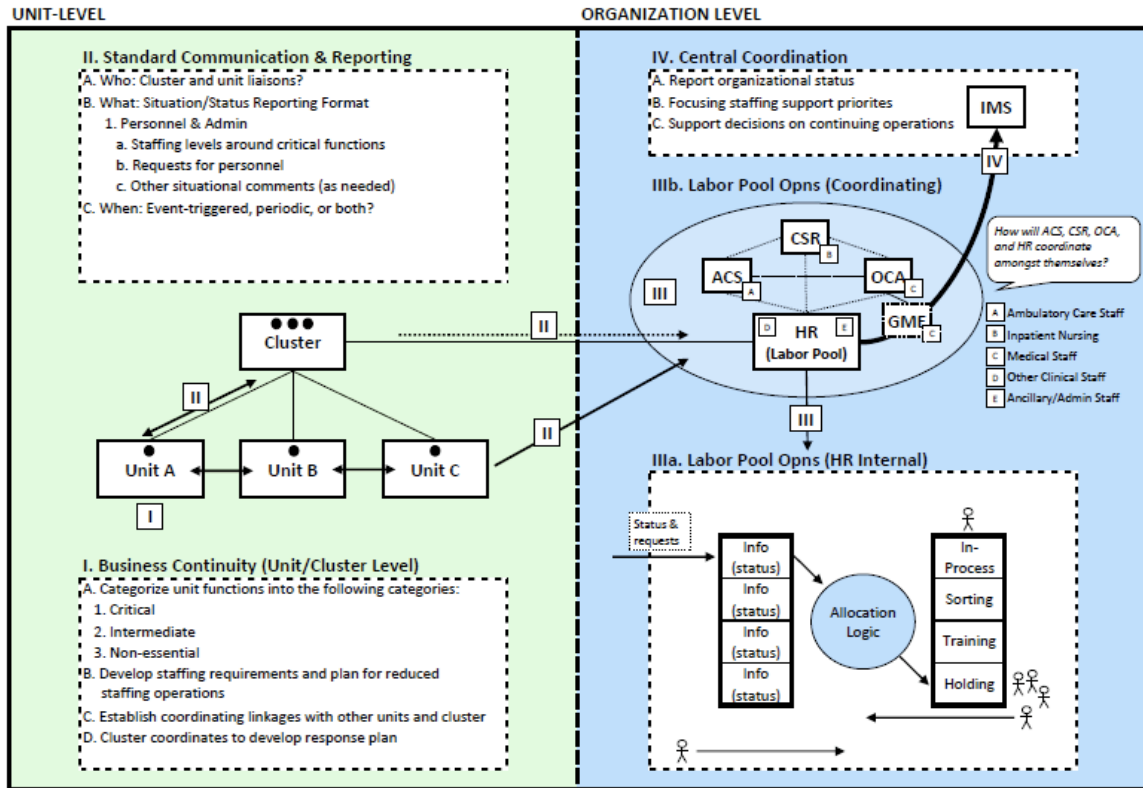 UNIT-LEVEL
II. Standard Communication & Reporting
A. Who: Cluster and unit liaisons?
B. What: Situation/Status Reporting Format
1. Personnel & Admin
a. Staffing levels around critical functions
b. Requests for personnel
c. Other situational comments (as needed)
C. When: Event-triggered, periodic, or both?
Cluster
II
II
II
Unit A
Unit B
Unit C
I
I. Business Continuity (Unit/Cluster Level)
A. Categorize unit functions into the following categories:
1. Critical
2. Intermediate
3. Non-essential
B. Develop staffing requirements and plan for reduced
staffing operations
C. Establish coordinating linkages with other units and cluster
D. Cluster coordinates to develop response plan
ORGANIZATION LEVEL
IV. Central Coordination
A. Report organizational status
B. Focusing staffing support priorites
C. Support decisions on continuing operations
IMS
IV
IIIb. Labor Pool Opns (Coordinating)
CSR
B
ACS
A
OCA
C
III
D
HR
E
(Labor Pool)
GME
C
How will ACS, CSR, OCA,
and HR coordinate
amongst themselves?
A Ambulatory Care Staff
B Inpatient Nursing
C Medical Staff
D Other Clinical Staff
E Ancillary/Admin Staff
III
IIIa. Labor Pool Opns (HR Internal)
Status &
requests
Info
(status)
Info
(status)
Info
(status)
Info
(status)
Allocation
Logic
In-
Process
Sorting
Training
Holding